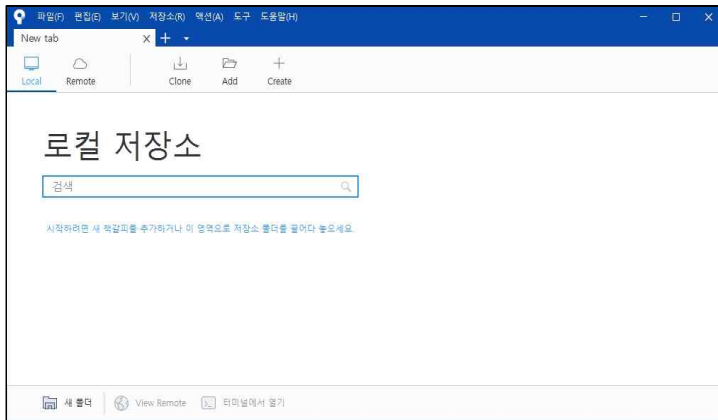 파일(F) 편집(E) 보기(V) 저장소(R) 액션(A) 도구 도움말(H)
New tab
Local Remote Clone Add Create
로컬 저장소
검색
시작하려면 새 책갈피를 추가하거나 이 영역으로 저장소 폴더를 끌어다 놓으세요.
새 폴더 View Remote 터미널에서 열기